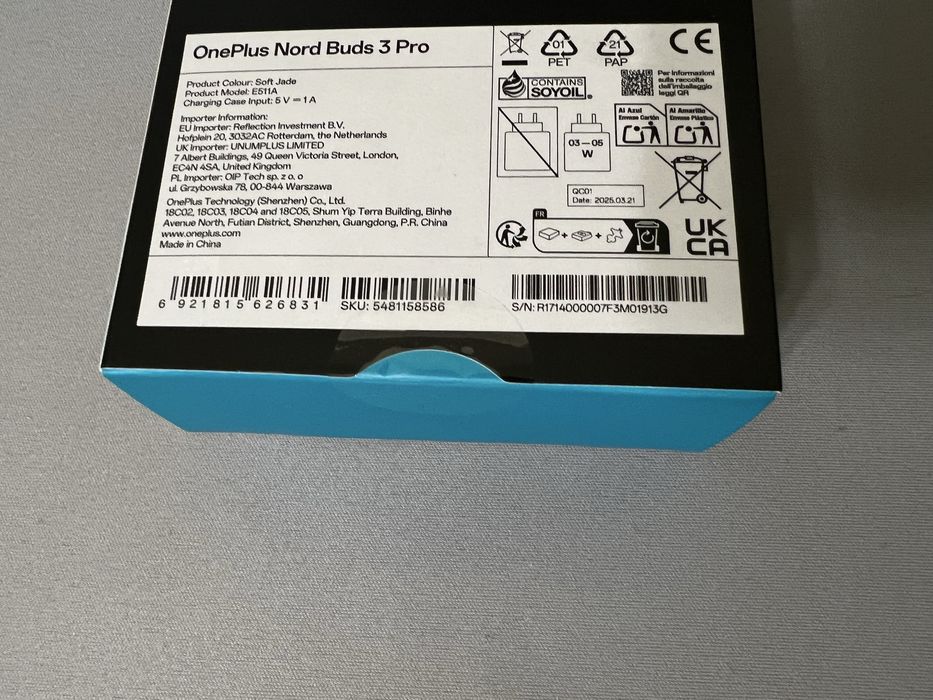 OnePlus Nord Buds 3 Pro
Product Colour: Soft Jade
Product Model: E511A
Charging Case Input: 5 V⎓1 A
Importer Information:
EU Importer: Reflection Investment B.V.
Hofplein 20, 3032AC Rotterdam, the Netherlands
UK Importer: UNUMPLUS LIMITED
7 Albert Buildings, 49 Queen Victoria Street, London,
EC4N 4SA, United Kingdom
PL Importer: OIP Tech sp. z o. o
ul. Grzybowska 78, 00-844 Warszawa
OnePlus Technology (Shenzhen) Co., Ltd.
18C02, 18C03, 18C04 and 18C05, Shum Yip Terra Building, Binhe
Avenue North, Futian District, Shenzhen, Guangdong, P.R. China
www.oneplus.com
Made in China
01
PET
21
PAP
CE
CONTAINS
SOYOIL®
Per informazioni
sulla raccolta
dell'imballaggio
leggi QR
03 — 05
W
Al Azul
Envase Cartón
Al Amarillo
Envase Plástico
QC01
Date: 2025.03.21
FR
+ +
UK
CA
6 921815 626831
SKU: 5481158586
S/N: R1714000007F3M01913G